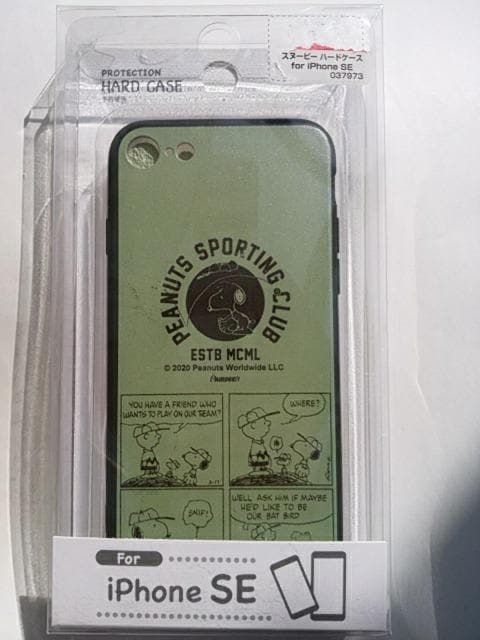 スヌーピー ハードケース
for iPhone SE
037973
PROTECTION
HARD CASE
PEANUTS SPORTING CLUB
ESTB MCML
© 2020 Peanuts Worldwide LLC
PEANUTS
YOU HAVE A FRIEND WHO
WANTS TO PLAY ON OUR TEAM?
WHERE?
SNIF!
WELL ASK HIM IF MAYBE
HE'D LIKE TO BE
OUR BAT BIRD
For
iPhone SE